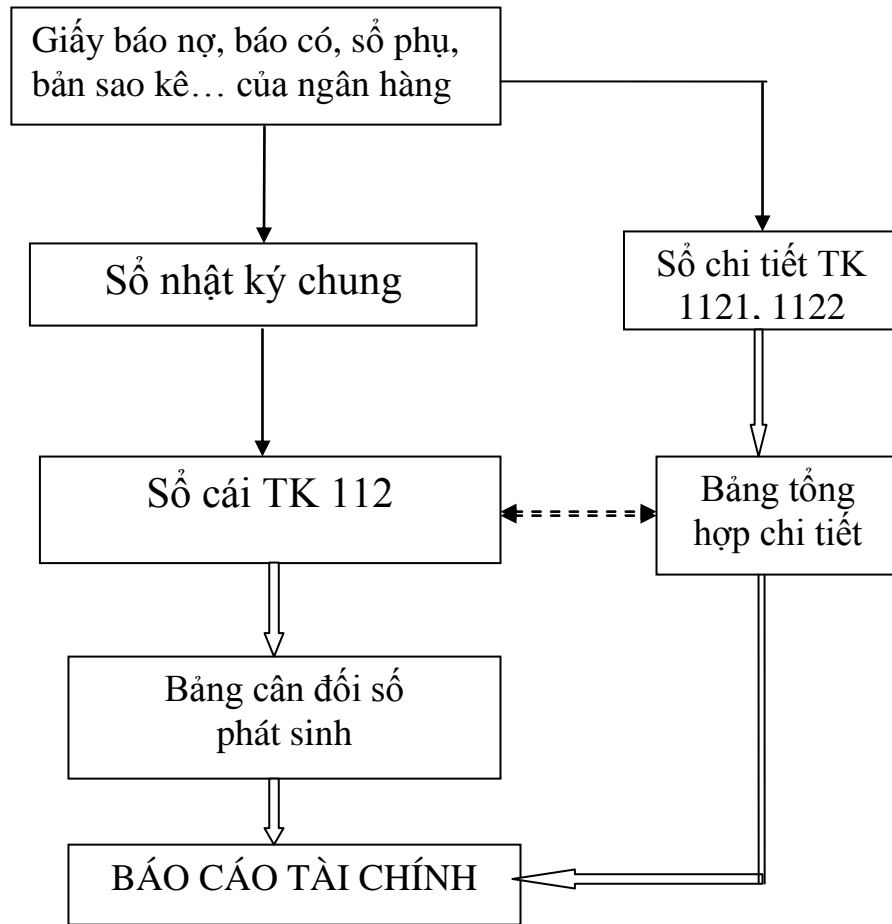 Giấy báo nợ, báo có, sổ phụ,
bản sao kê… của ngân hàng
Sổ nhật ký chung
Sổ chi tiết TK
1121, 1122
Sổ cái TK 112
Bảng tổng
hợp chi tiết
Bảng cân đối số
phát sinh
BÁO CÁO TÀI CHÍNH